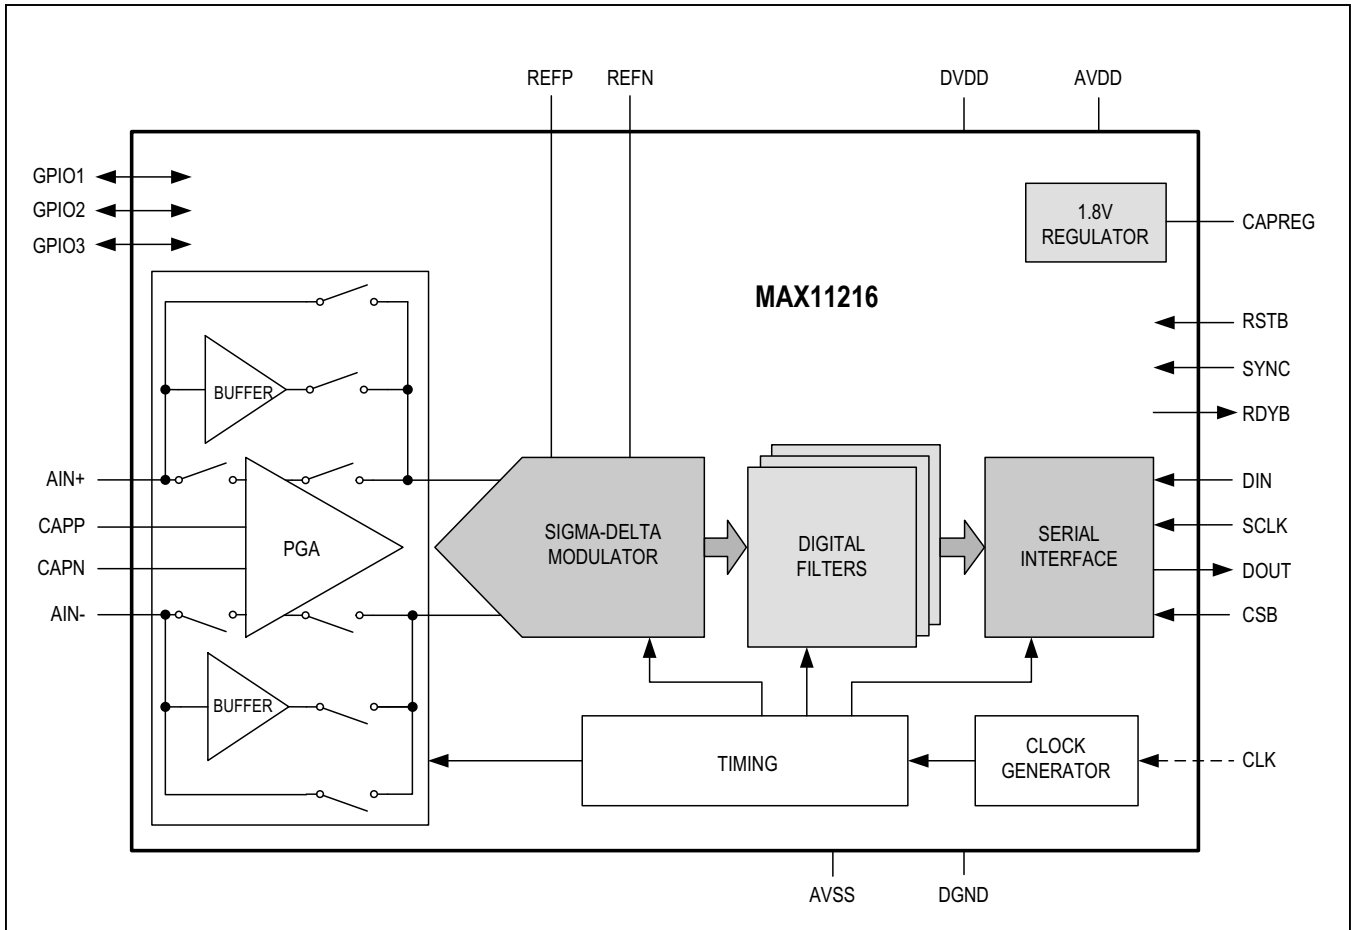 REFP
REFN
DVDD
AVDD
GPIO1
GPIO2
GPIO3
1.8V
REGULATOR
CAPREG
MAX11216
RSTB
SYNC
RDYB
BUFFER
AIN+
CAPP
CAPN
AIN-
PGA
SIGMA-DELTA
MODULATOR
DIGITAL
FILTERS
SERIAL
INTERFACE
DIN
SCLK
DOUT
CSB
BUFFER
TIMING
CLOCK
GENERATOR
CLK
AVSS
DGND